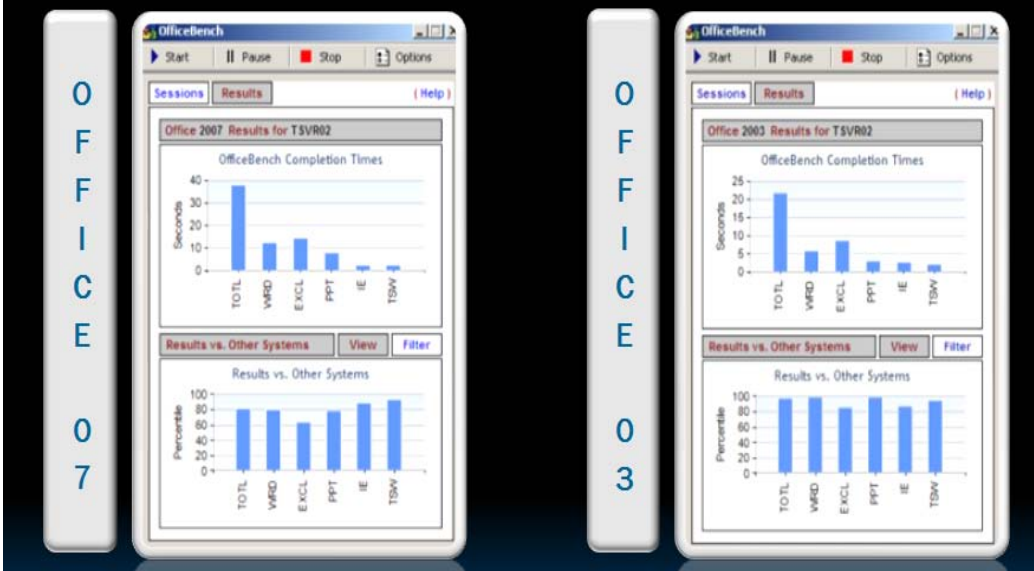 OFFICE 07
OfficeBench
Start Pause Stop Options
Sessions Results (Help)
Office 2007 Results for TSVR02
OfficeBench Completion Times
40
30
20
10
0
Seconds
TOTL WRD EXCL PPT IE TSW
Results vs. Other Systems View Filter
Results vs. Other Systems
100
80
60
40
20
0
Percentile
TOTL WRD EXCL PPT IE TSW
OFFICE 03
OfficeBench
Start Pause Stop Options
Sessions Results (Help)
Office 2003 Results for TSVR02
OfficeBench Completion Times
25
20
15
10
5
0
Seconds
TOTL WRD EXCL PPT IE TSW
Results vs. Other Systems View Filter
Results vs. Other Systems
100
80
60
40
20
0
Percentile
TOTL WRD EXCL PPT IE TSW